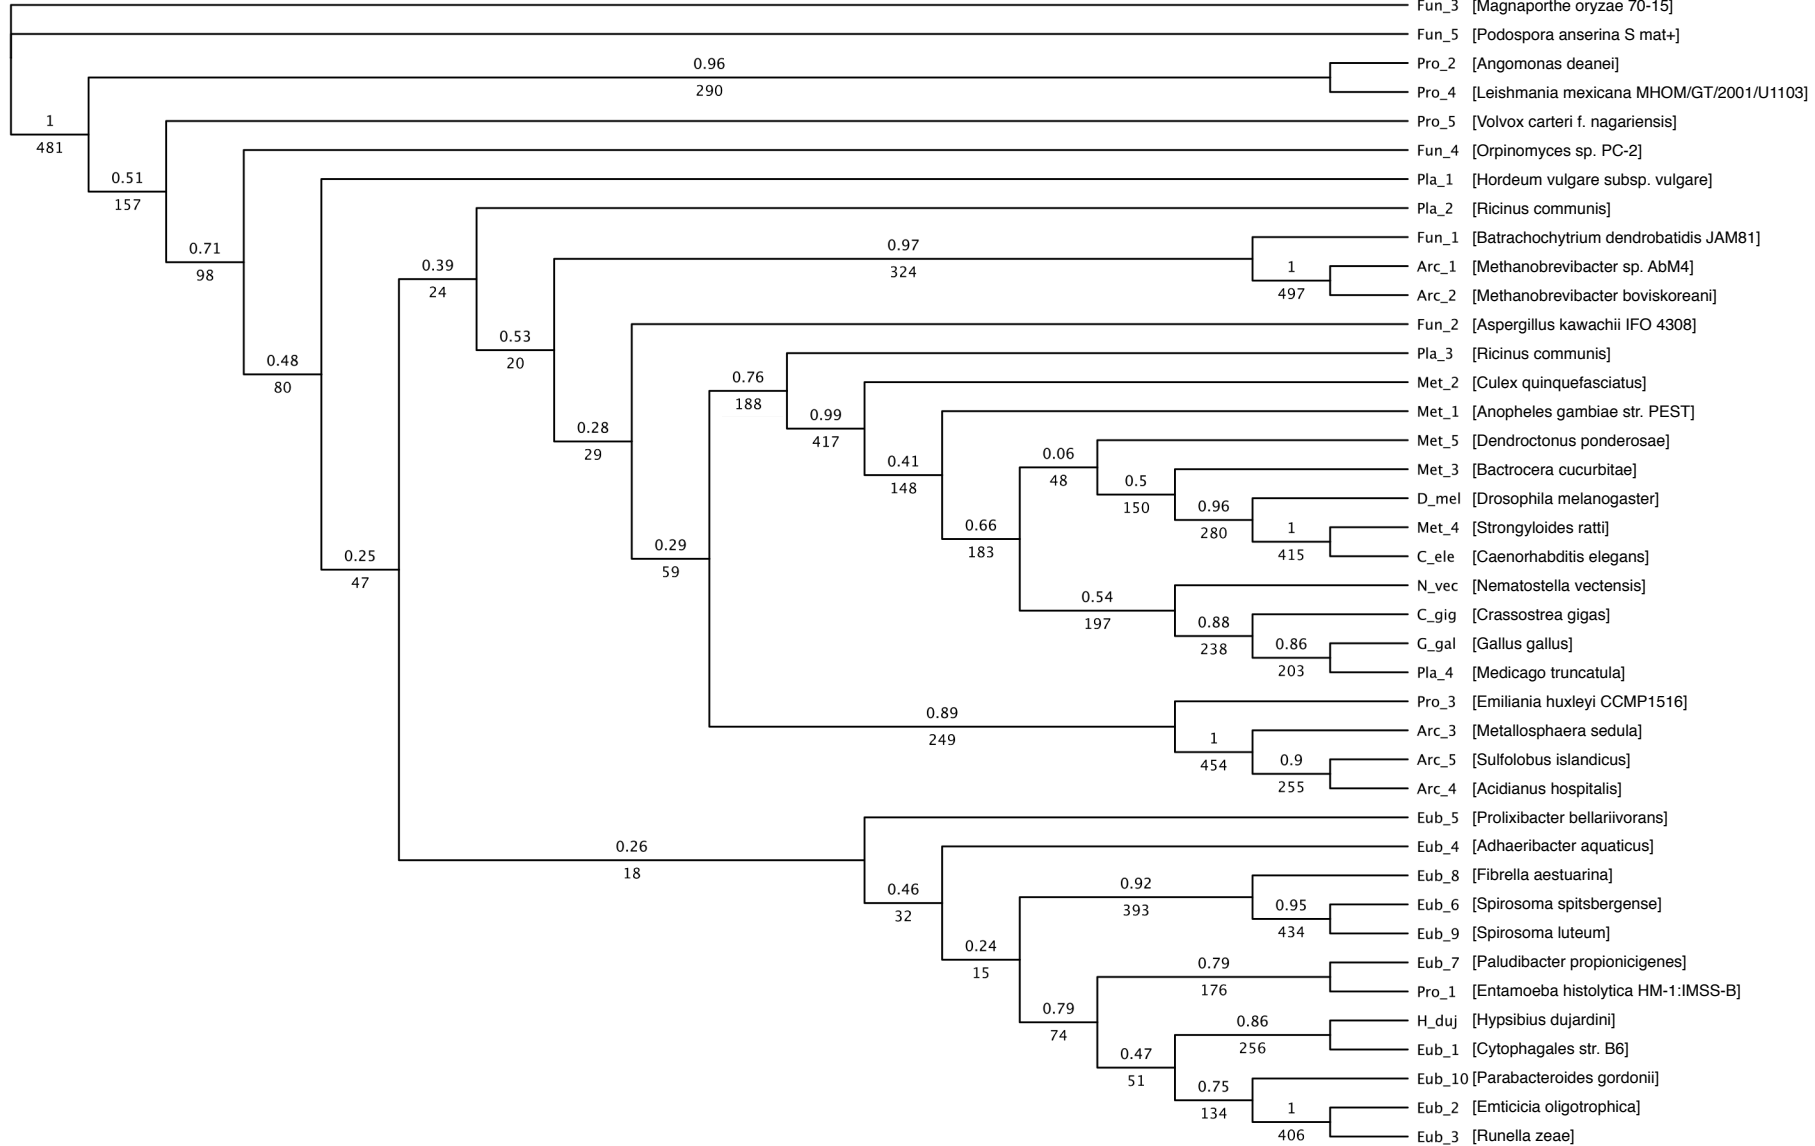 Fun_3 [Magnaporthe oryzae 70-15]
Fun_5 [Podospora anserina S mat+]
0.96
Pro_2 [Angomonas deanei]
290
Pro_4 [Leishmania mexicana MHOM/GT/2001/U1103]
1
Pro_5 [Volvox carteri f. nagariensis]
481
Fun_4 [Orpinomyces sp. PC-2]
0.51
Pla_1 [Hordeum vulgare subsp. vulgare]
157
Pla_2 [Ricinus communis]
0.71
0.97
Fun_1 [Batrachochytrium dendrobatidis JAM81]
98
0.39
324
1
Arc_1 [Methanobrevibacter sp. AbM4]
24
497
Arc_2 [Methanobrevibacter boviskoreani]
0.53
Fun_2 [Aspergillus kawachii IFO 4308]
20
Pla_3 [Ricinus communis]
0.48
0.76
Met_2 [Culex quinquefasciatus]
80
188
0.99
Met_1 [Anopheles gambiae str. PEST]
0.28
417
Met_5 [Dendroctonus ponderosae]
29
0.41
0.06
Met_3 [Bactrocera cucurbitae]
148
48
0.5
D_mel [Drosophila melanogaster]
150
0.96
0.66
280
1
Met_4 [Strongyloides ratti]
0.29
183
415
C_ele [Caenorhabditis elegans]
0.25
59
47
N_vec [Nematostella vectensis]
0.54
C_gig [Crassostrea gigas]
197
0.88
238
0.86
G_gal [Gallus gallus]
203
Pla_4 [Medicago truncatula]
0.89
Pro_3 [Emiliania huxleyi CCMP1516]
249
1
Arc_3 [Metallosphaera sedula]
454
0.9
Arc_5 [Sulfolobus islandicus]
255
Arc_4 [Acidianus hospitalis]
Eub_5 [Prolixibacter bellariivorans]
0.26
Eub_4 [Adhaeribacter aquaticus]
18
0.46
0.92
Eub_8 [Fibrella aestuarina]
32
393
0.95
Eub_6 [Spirosoma spitsbergense]
434
Eub_9 [Spirosoma luteum]
0.24
15
0.79
Eub_7 [Paludibacter propionicigenes]
176
Pro_1 [Entamoeba histolytica HM-1:IMSS-B]
0.79
74
0.86
H_duj [Hypsibius dujardini]
256
Eub_1 [Cytophagales str. B6]
0.47
51
0.75
Eub_10 [Parabacteroides gordonii]
134
1
Eub_2 [Emticicia oligotrophica]
406
Eub_3 [Runella zeae]